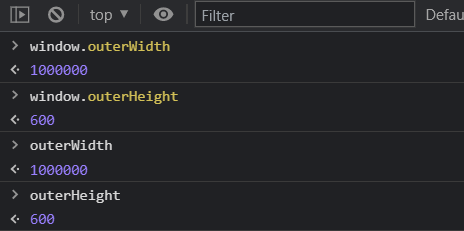 top ▼ Filter Defau
> window.outerWidth
<· 1000000
> window.outerHeight
<· 600
> outerWidth
<· 1000000
> outerHeight
<· 600